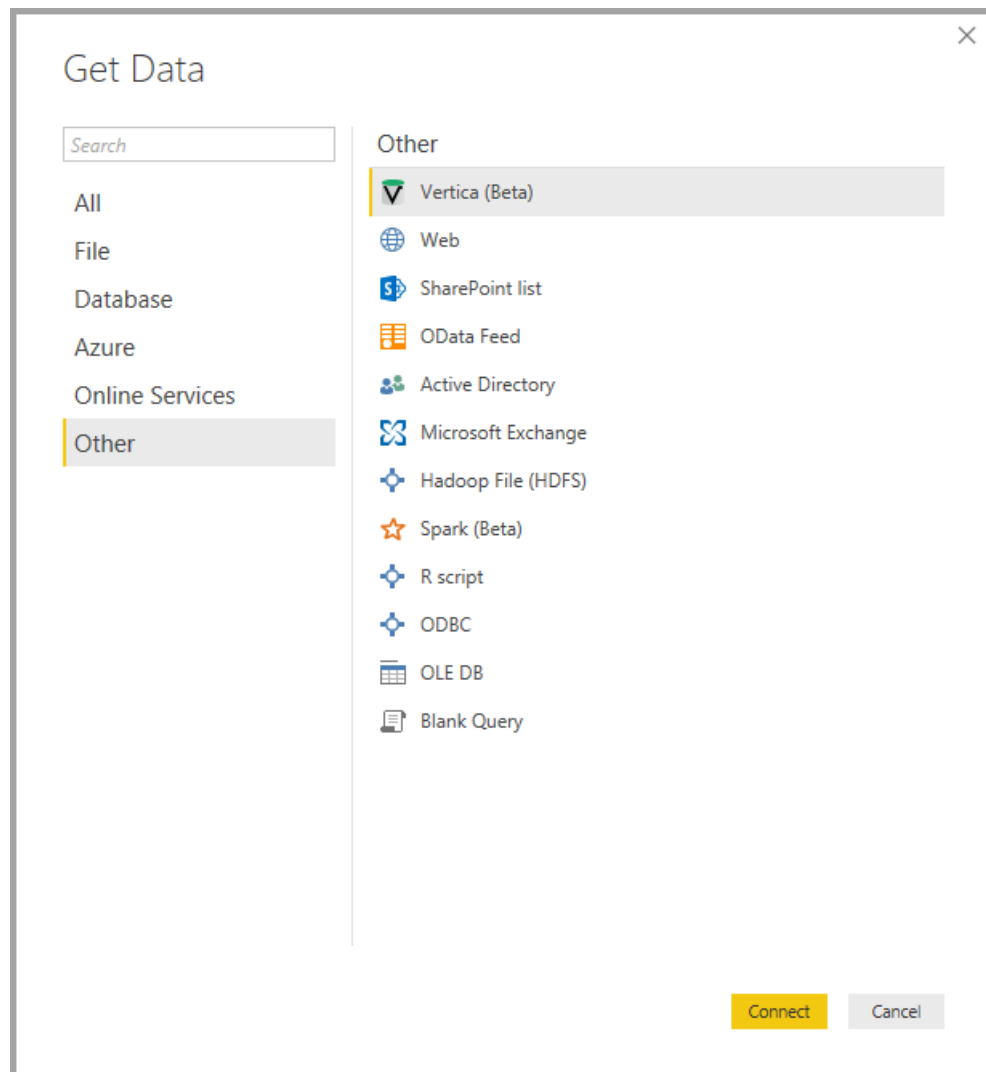 Get Data
Search
All
File
Database
Azure
Online Services
Other
Other
Vertica (Beta)
Web
SharePoint list
OData Feed
Active Directory
Microsoft Exchange
Hadoop File (HDFS)
Spark (Beta)
R script
ODBC
OLE DB
Blank Query
Connect
Cancel